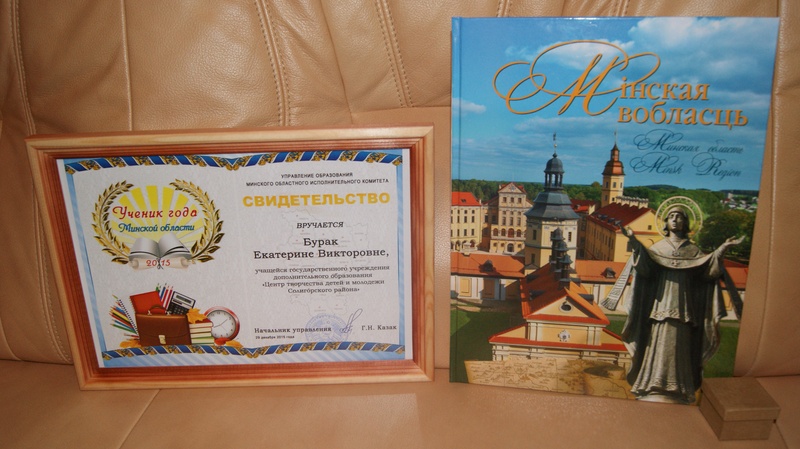 УПРАВЛЕНИЕ ОБРАЗОВАНИЯ
МИНСКОГО ОБЛАСТНОГО ИСПОЛНИТЕЛЬНОГО КОМИТЕТА
СВИДЕТЕЛЬСТВО
ВРУЧАЕТСЯ
Бурак
Екатерине Викторовне,
учащейся государственного учреждения
дополнительного образования
«Центр творчества детей и молодежи
Солигорского района»
Начальник управления Г.Н. Казак
Ученик года
Минской области
2015
Мінская
вобласць
Минская область
Minsk Region